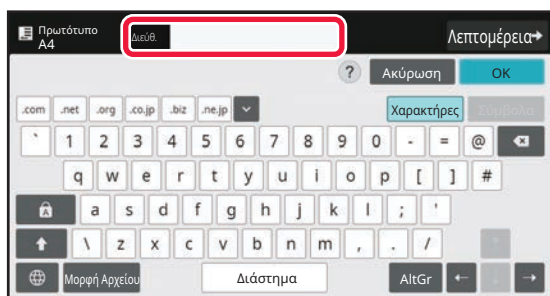 Πρωτότυπο
A4
Διεύθ.
Λεπτομέρεια
? Ακύρωση OK
.com .net .org .co.jp .biz .ne.jp Χαρακτήρες Σύμβολα
` 1 2 3 4 5 6 7 8 9 0 - = @
q w e r t y u i o p [ ] #
A a s d f g h j k l ; '
\ z x c v b n m , . /
Μορφή Αρχείου Διάστημα AltGr ← ↓ →